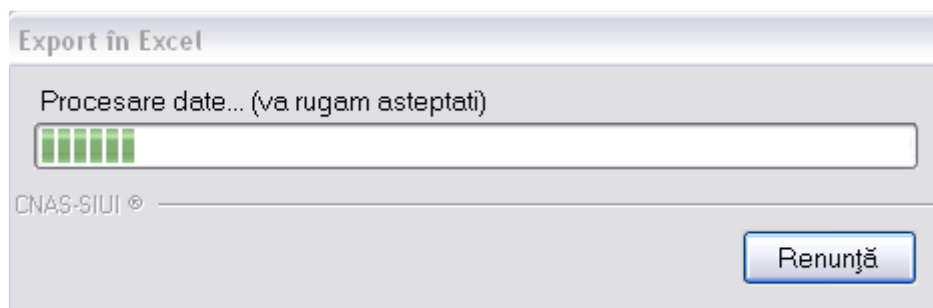 Export în Excel
Procesare date... (va rugam asteptati)
CNAS-SIUI ®
Renunţă